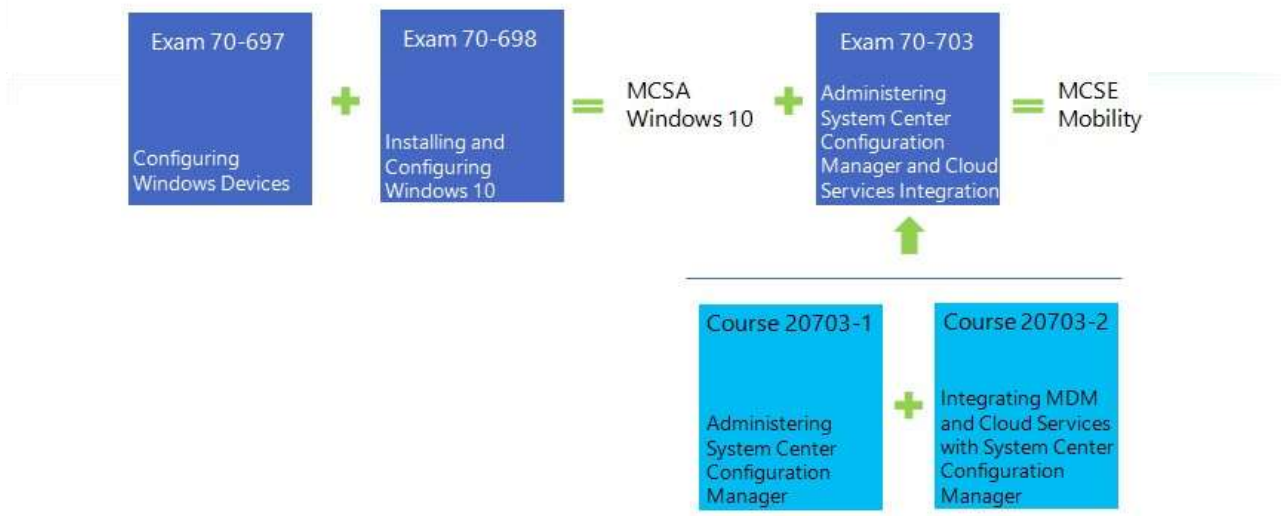 Exam 70-697
Configuring
Windows Devices
Exam 70-698
Installing and
Configuring
Windows 10
MCSA
Windows 10
Exam 70-703
Administering
System Center
Configuration
Manager and Cloud
Services Integration
MCSE
Mobility
Course 20703-1
Administering
System Center
Configuration
Manager
Course 20703-2
Integrating MDM
and Cloud Services
with System Center
Configuration
Manager